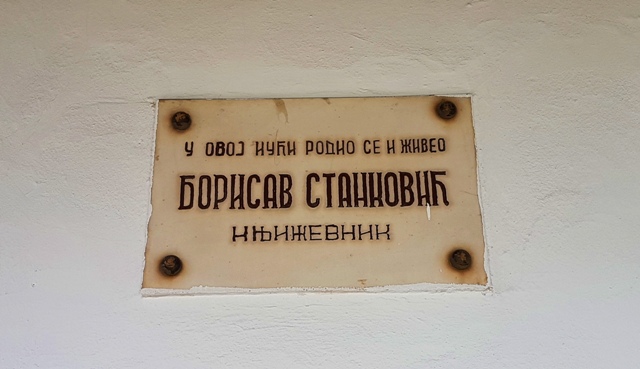 У ОВОЈ КУЋИ РОДИО СЕ И ЖИВЕО
БОРИСАВ СТАНКОВИЋ
КЊИЖЕВНИК